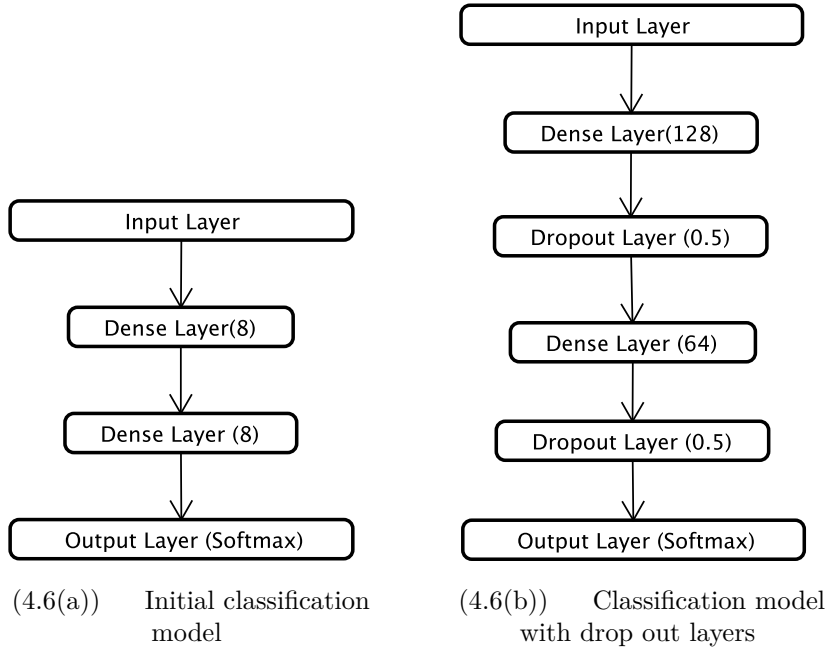 Input Layer
Dense Layer(8)
Dense Layer (8)
Output Layer (Softmax)
(4.6(a)) Initial classification
model
Input Layer
Dense Layer(128)
Dropout Layer (0.5)
Dense Layer (64)
Dropout Layer (0.5)
Output Layer (Softmax)
(4.6(b)) Classification model
with drop out layers